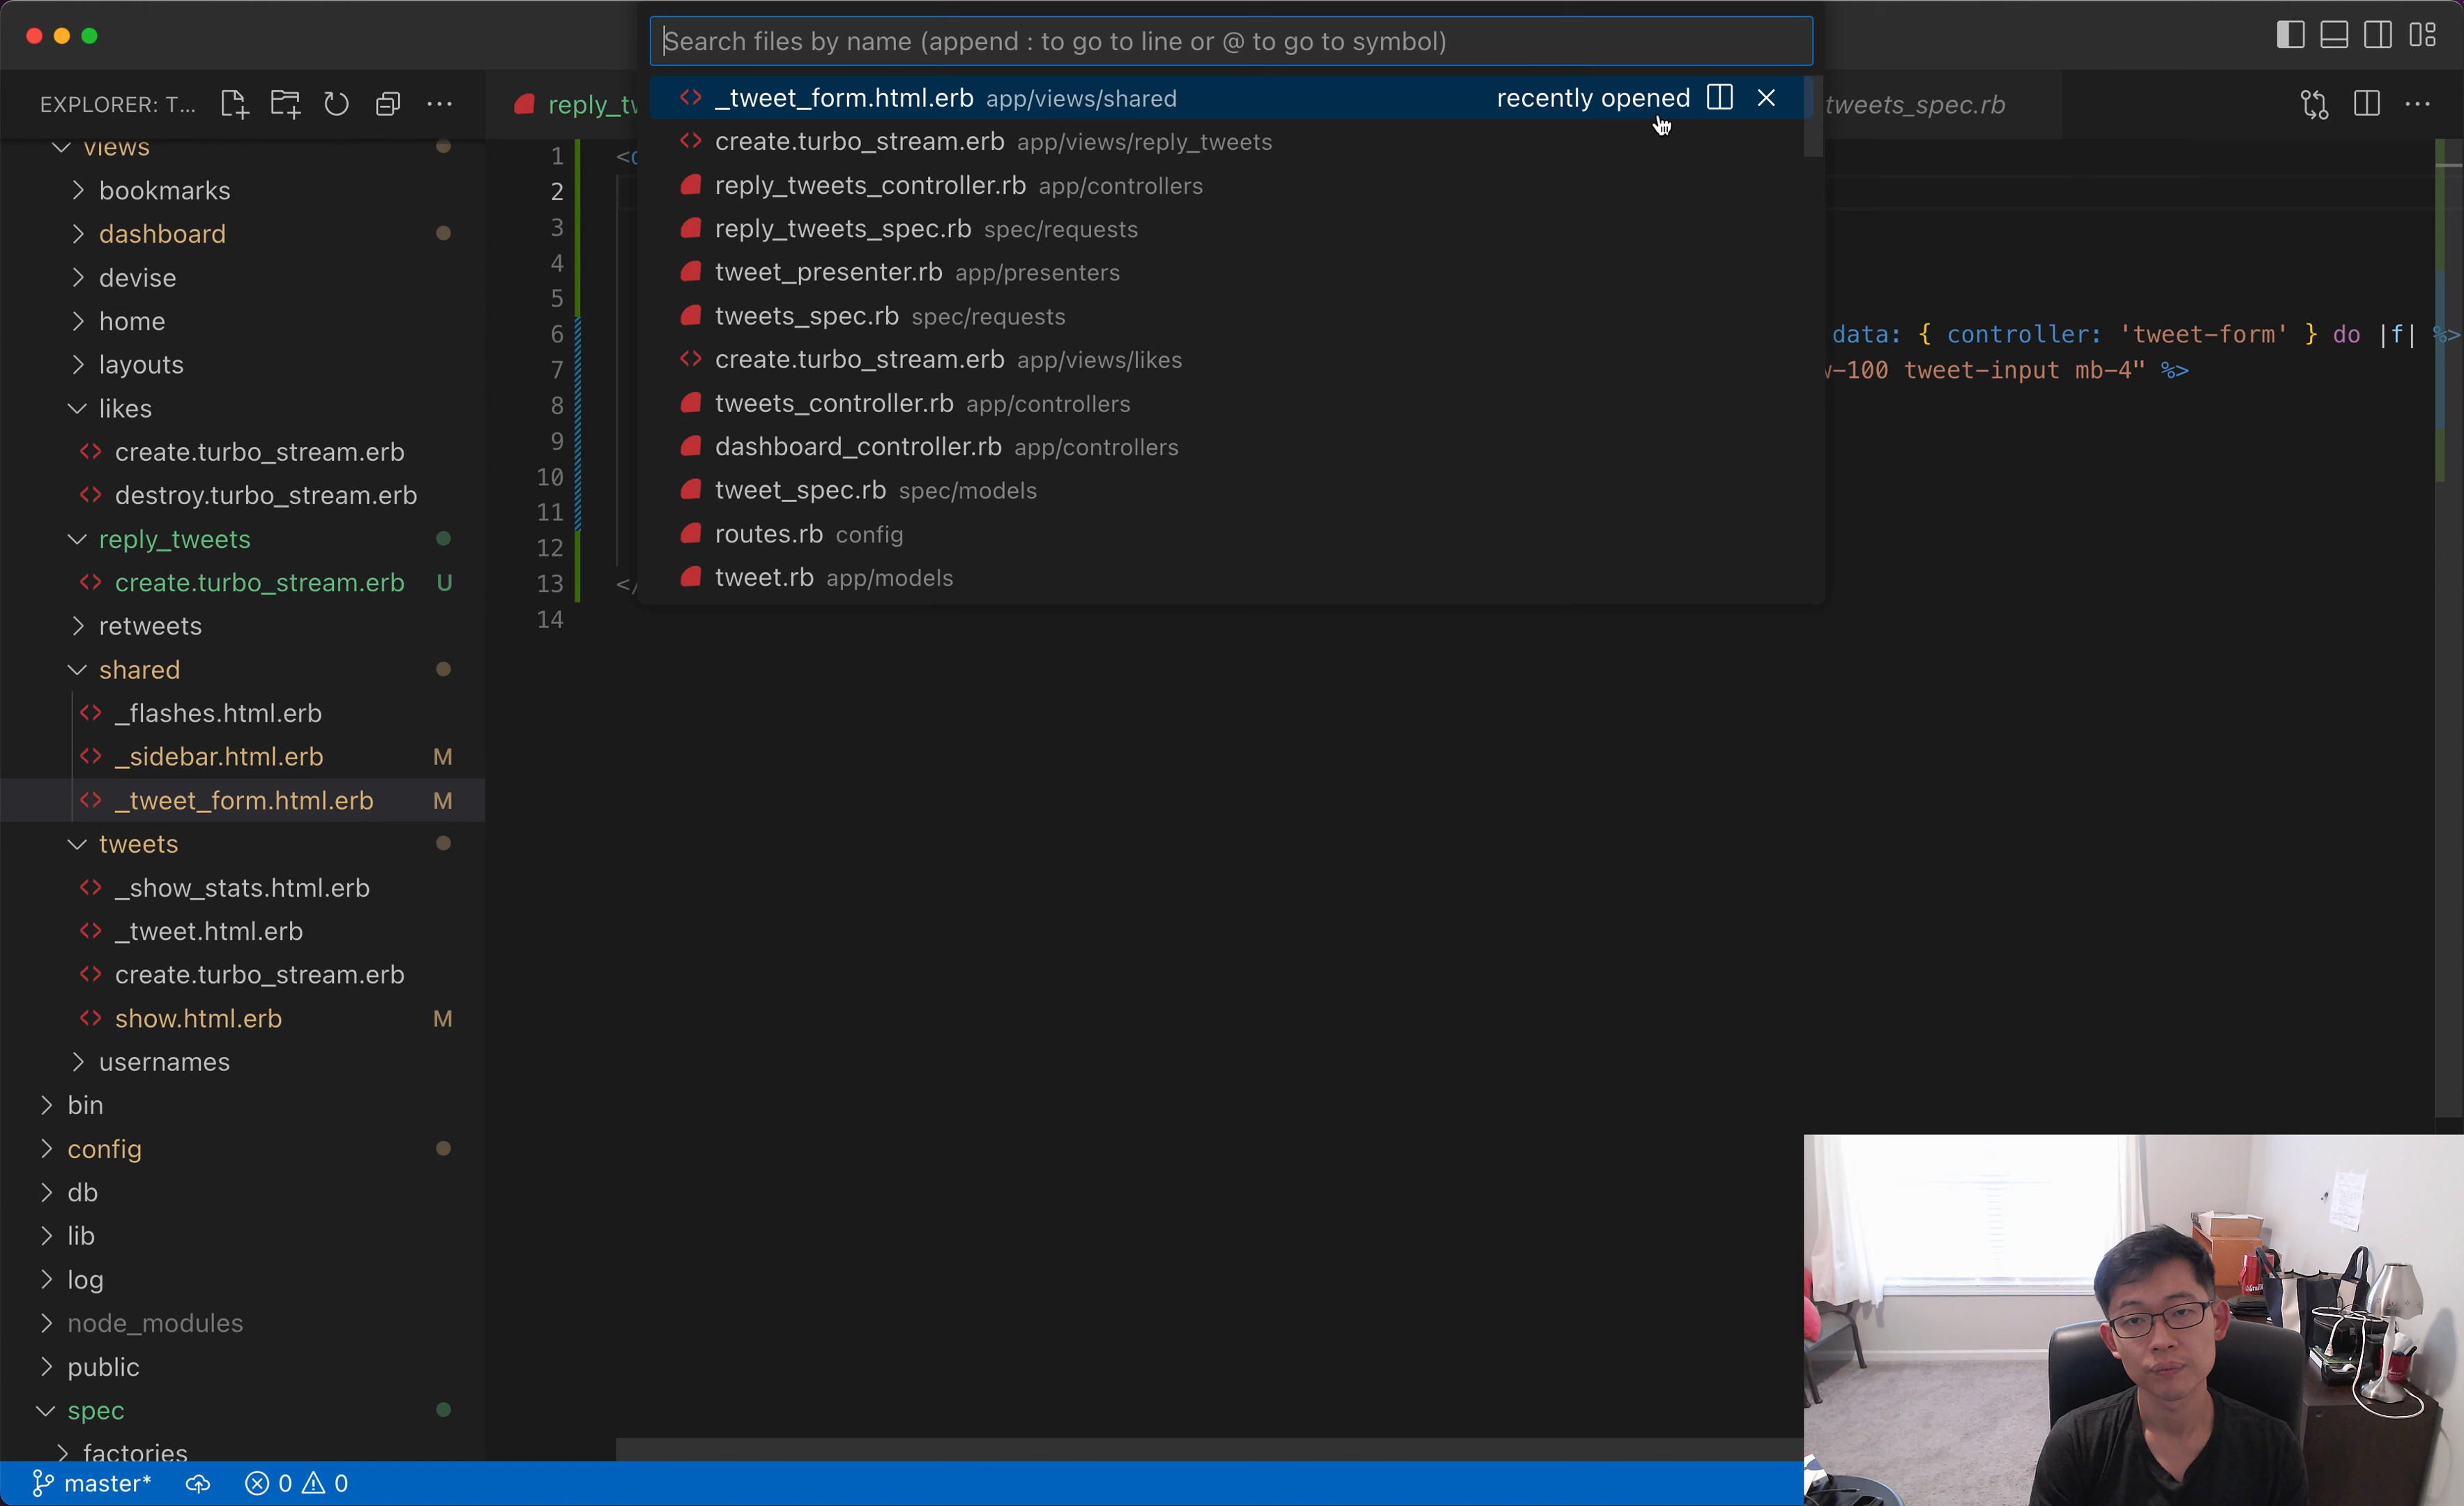 Search files by name (append : to go to line or @ to go to symbol)
EXPLORER: T...
reply_tw
tweets_spec.rb
_tweet_form.html.erb app/views/shared recently opened
create.turbo_stream.erb app/views/reply_tweets
reply_tweets_controller.rb app/controllers
reply_tweets_spec.rb spec/requests
tweet_presenter.rb app/presenters
tweets_spec.rb spec/requests
create.turbo_stream.erb app/views/likes
tweets_controller.rb app/controllers
dashboard_controller.rb app/controllers
tweet_spec.rb spec/models
routes.rb config
tweet.rb app/models
views
bookmarks
dashboard
devise
home
layouts
likes
create.turbo_stream.erb
destroy.turbo_stream.erb
reply_tweets
create.turbo_stream.erb U
retweets
shared
_flashes.html.erb
_sidebar.html.erb M
_tweet_form.html.erb M
tweets
_show_stats.html.erb
_tweet.html.erb
create.turbo_stream.erb
show.html.erb M
usernames
bin
config
db
lib
log
node_modules
public
spec
factories
1
2
3
4
5
6 data: { controller: 'tweet-form' } do |f| %>
7 -100 tweet-input mb-4" %>
8
9
10
11
12
13 </
14
master* 0 0